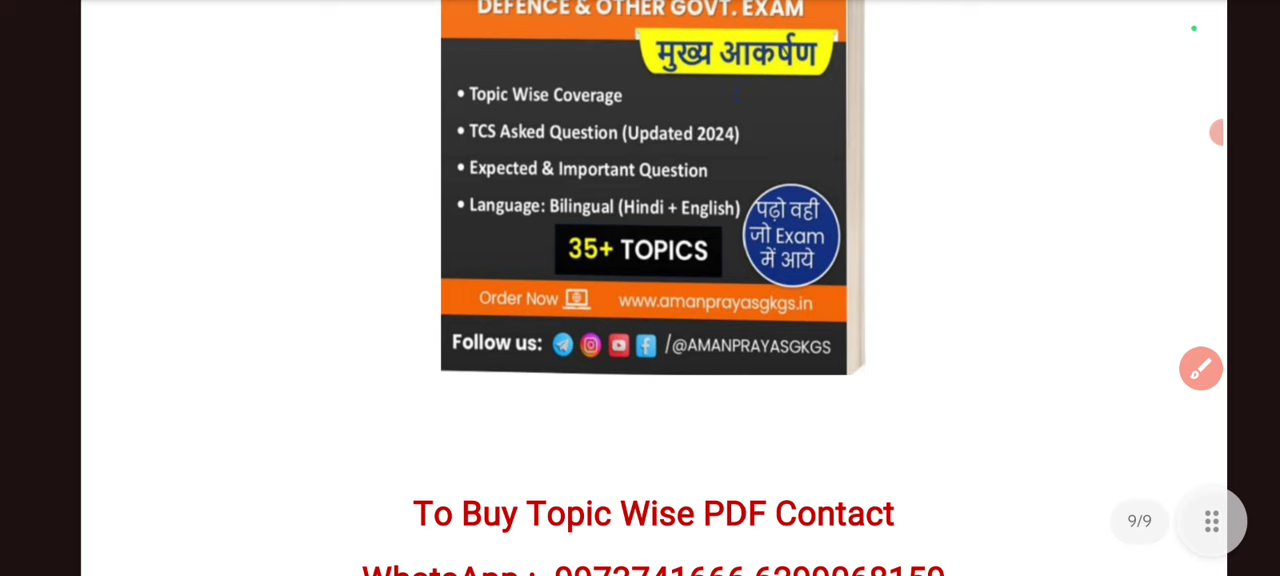 DEFENCE & OTHER GOVT. EXAM
मुख्य आकर्षण
• Topic Wise Coverage
• TCS Asked Question (Updated 2024)
• Expected & Important Question
• Language: Bilingual (Hindi + English)
पढ़ो वही
जो Exam
में आये
35+ TOPICS
Order Now www.amanprayasgkgs.in
Follow us: /@AMANPRAYASGKGS
To Buy Topic Wise PDF Contact
9/9
WhatsApp :